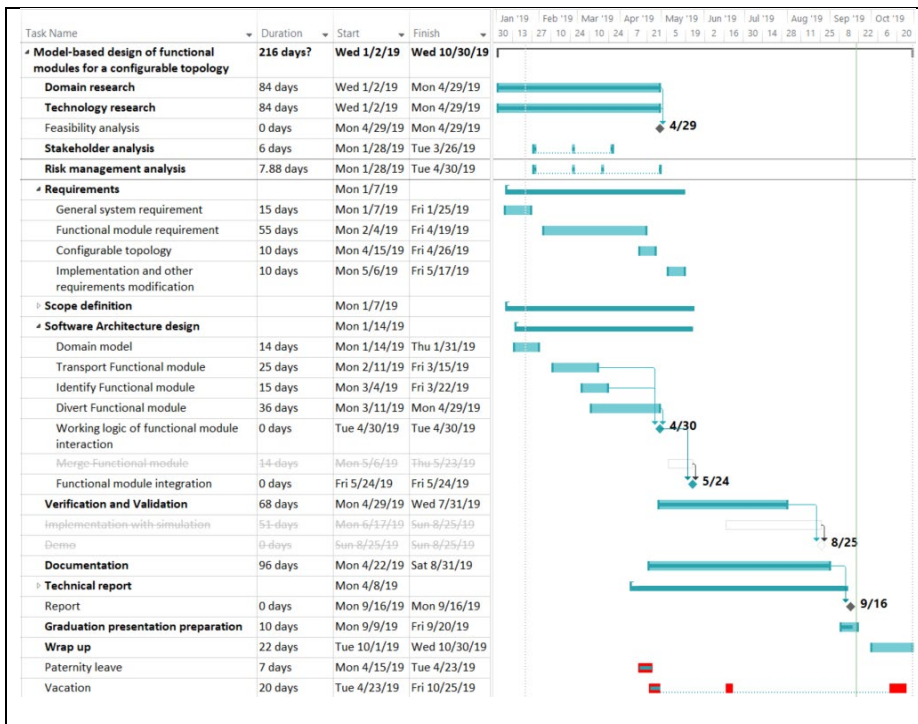 Jan '19 Feb '19 Mar '19 Apr '19 May '19 Jun '19 Jul '19 Aug '19 Sep '19 Oct '19
Task Name Duration Start Finish 30 13 27 10 24 10 24 7 21 5 19 2 16 30 14 28 11 25 8 22 6 20
Model-based design of functional modules for a configurable topology 216 days? Wed 1/2/19 Wed 10/30/19
Domain research 84 days Wed 1/2/19 Mon 4/29/19
Technology research 84 days Wed 1/2/19 Mon 4/29/19
Feasibility analysis 0 days Mon 4/29/19 Mon 4/29/19 4/29
Stakeholder analysis 6 days Mon 1/28/19 Tue 3/26/19
Risk management analysis 7.88 days Mon 1/28/19 Tue 4/30/19
Requirements Mon 1/7/19
General system requirement 15 days Mon 1/7/19 Fri 1/25/19
Functional module requirement 55 days Mon 2/4/19 Fri 4/19/19
Configurable topology 10 days Mon 4/15/19 Fri 4/26/19
Implementation and other requirements modification 10 days Mon 5/6/19 Fri 5/17/19
Scope definition Mon 1/7/19
Software Architecture design Mon 1/14/19
Domain model 14 days Mon 1/14/19 Thu 1/31/19
Transport Functional module 25 days Mon 2/11/19 Fri 3/15/19
Identify Functional module 15 days Mon 3/4/19 Fri 3/22/19
Divert Functional module 36 days Mon 3/11/19 Mon 4/29/19
Working logic of functional module interaction 0 days Tue 4/30/19 Tue 4/30/19 4/30
Merge Functional module 14 days Mon 5/6/19 Thu 5/23/19
Functional module integration 0 days Fri 5/24/19 Fri 5/24/19 5/24
Verification and Validation 68 days Mon 4/29/19 Wed 7/31/19
Implementation with simulation 51 days Mon 6/17/19 Sun 8/25/19
Demo 0 days Sun 8/25/19 Sun 8/25/19 8/25
Documentation 96 days Mon 4/22/19 Sat 8/31/19
Technical report Mon 4/8/19
Report 0 days Mon 9/16/19 Mon 9/16/19 9/16
Graduation presentation preparation 10 days Mon 9/9/19 Fri 9/20/19
Wrap up 22 days Tue 10/1/19 Wed 10/30/19
Paternity leave 7 days Mon 4/15/19 Tue 4/23/19
Vacation 20 days Tue 4/23/19 Fri 10/25/19